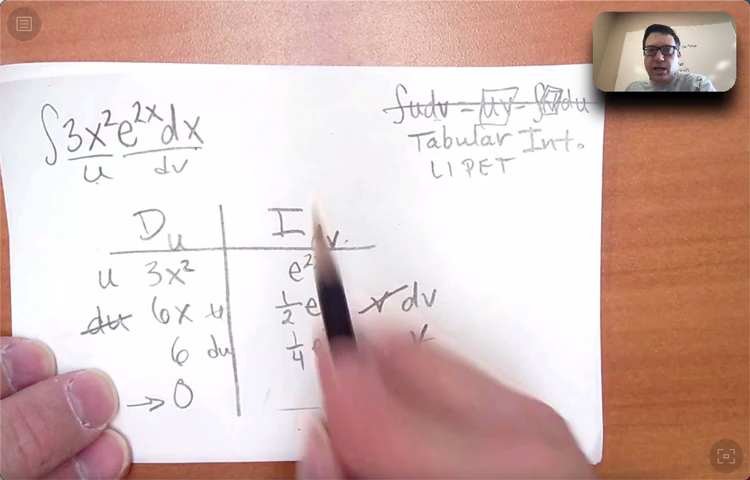 ∫3x²e²ˣdx
u dv
∫udv = uv - ∫vdu
Tabular Int.
LIPET
D u I
u 3x² e²
du 6x u ½e v dv
6 du ¼
→ 0